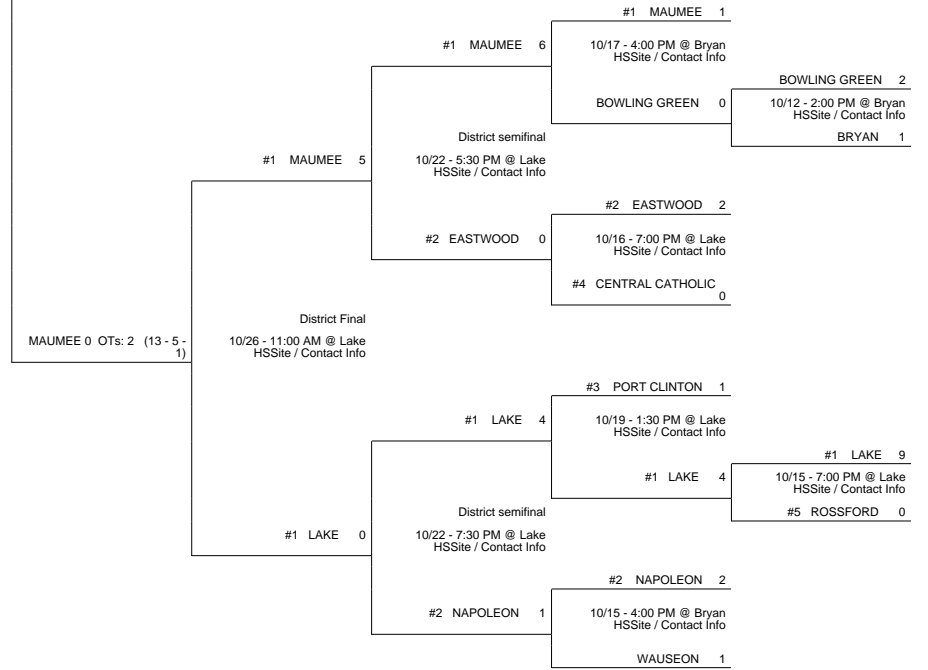 #1 MAUMEE 1
#1 MAUMEE 6
10/17 - 4:00 PM @ Bryan
HSSite / Contact Info
BOWLING GREEN 2
BOWLING GREEN 0
10/12 - 2:00 PM @ Bryan
HSSite / Contact Info
BRYAN 1
District semifinal
#1 MAUMEE 5
10/22 - 5:30 PM @ Lake
HSSite / Contact Info
#2 EASTWOOD 2
#2 EASTWOOD 0
10/16 - 7:00 PM @ Lake
HSSite / Contact Info
#4 CENTRAL CATHOLIC
0
District Final
MAUMEE 0 OTs: 2 (13 - 5 -
1)
10/26 - 11:00 AM @ Lake
HSSite / Contact Info
#3 PORT CLINTON 1
#1 LAKE 4
10/19 - 1:30 PM @ Lake
HSSite / Contact Info
#1 LAKE 9
#1 LAKE 4
10/15 - 7:00 PM @ Lake
HSSite / Contact Info
#5 ROSSFORD 0
District semifinal
#1 LAKE 0
10/22 - 7:30 PM @ Lake
HSSite / Contact Info
#2 NAPOLEON 2
#2 NAPOLEON 1
10/15 - 4:00 PM @ Bryan
HSSite / Contact Info
WAUSEON 1